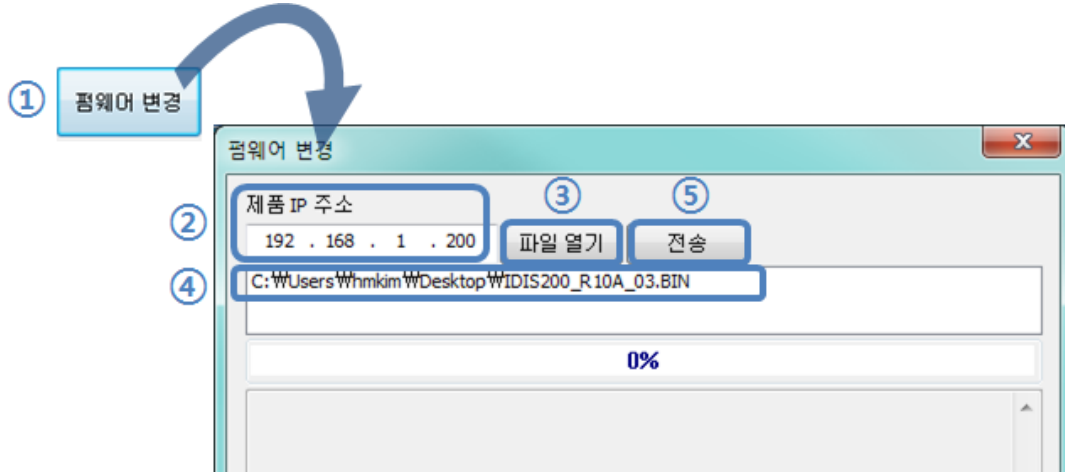 ① 펌웨어 변경
펌웨어 변경
제품 IP 주소
② 192 . 168 . 1 . 200
③ 파일 열기
⑤ 전송
④ C:₩Users₩hmkim₩Desktop₩IDIS200_R10A_03.BIN
0%